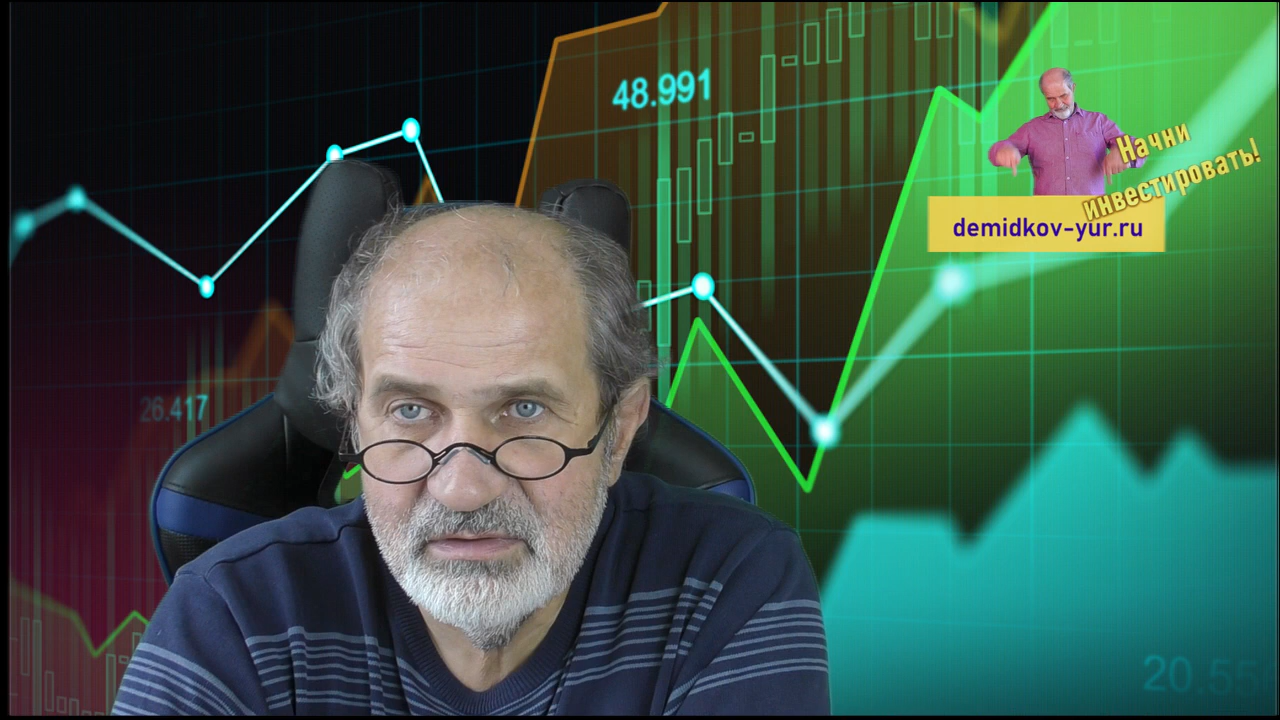 48.991
Начни
инвестировать!
demidkov-yur.ru
26.417